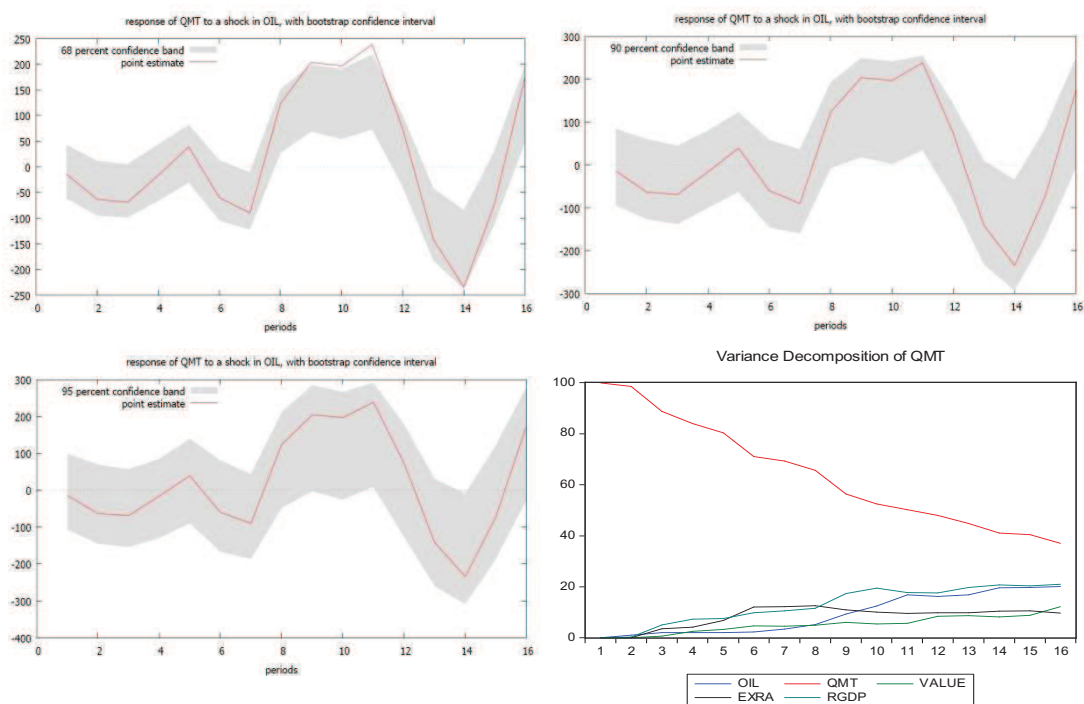 response of QMT to a shock in OIL, with bootstrap confidence interval
250
200
150
100
50
0
-50
-100
-150
-200
-250
68 percent confidence band
point estimate
0 2 4 6 8 10 12 14 16
periods
response of QMT to a shock in OIL, with bootstrap confidence interval
300
200
100
0
-100
-200
-300
90 percent confidence band
point estimate
0 2 4 6 8 10 12 14 16
periods
response of QMT to a shock in OIL, with bootstrap confidence interval
300
200
100
0
-100
-200
-300
-400
95 percent confidence band
point estimate
0 2 4 6 8 10 12 14 16
periods
Variance Decomposition of QMT
100
80
60
40
20
0
1 2 3 4 5 6 7 8 9 10 11 12 13 14 15 16
OIL QMT VALUE
EXRA RGDP